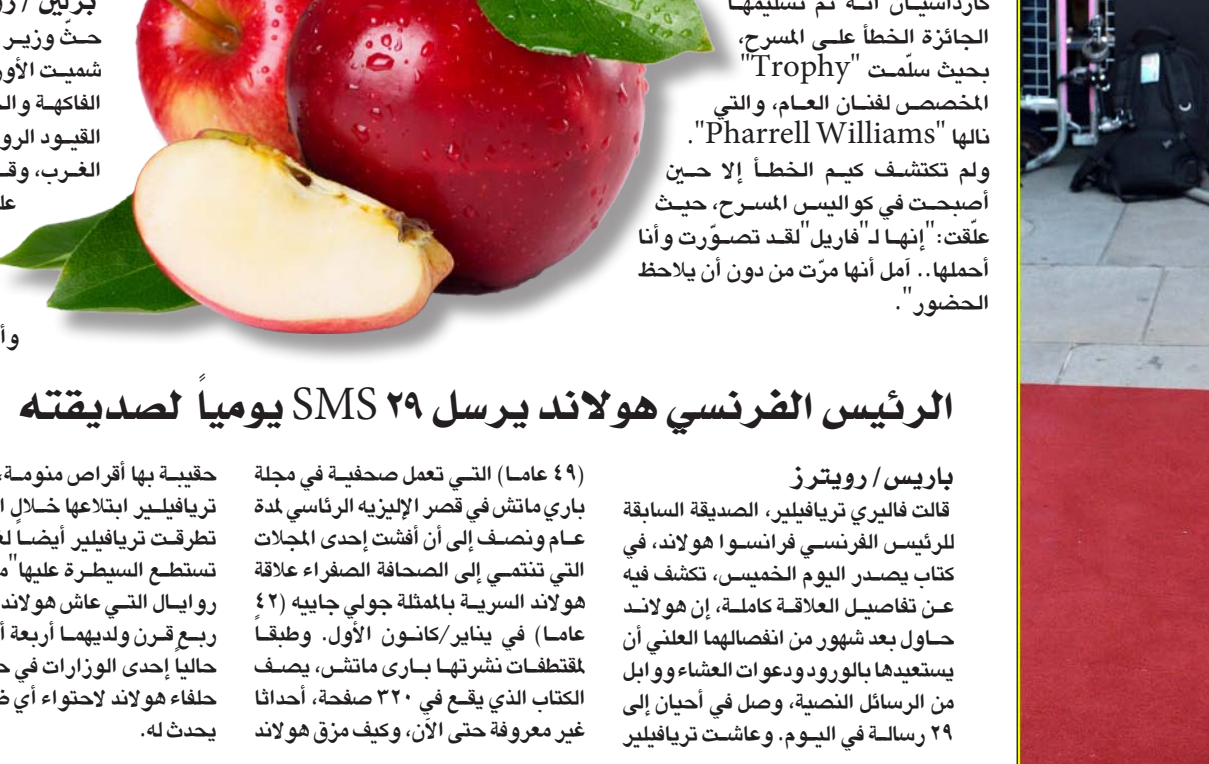 كارداشيان أنه تم تسليمها
الجائزة الخطأ على المسرح،
بحيث سلّمت "Trophy"
المخصص لفنان العام، والتي
نالها "Pharrell Williams".
ولم تكتشف كيم الخطأ إلا حين
أصبحت في كواليس المسرح، حيث
علّقت: "إنها لـ"فاريل"لقد تصوّرت وأنا
أحملها.. آمل أنها مرّت من دون أن يلاحظ
الحضور".
برلين /
حثّ وزير
شميت
الفاكهة
القيود
الغرب،
الرئيس الفرنسي هولاند يرسل ٢٩ SMS يومياً لصديقته
باريس/ رويترز
قالت فاليري تريافيلير، الصديقة السابقة
للرئيس الفرنسي فرانسوا هولاند، في
كتاب يصدر اليوم الخميس، تكشف فيه
عن تفاصيل العلاقة كاملة، إن هولاند
حاول بعد شهور من انفصالهما العلني أن
يستعيدها بالورود ودعوات العشاء ووابل
من الرسائل النصية، وصل في أحيان إلى
٢٩ رسالة في اليوم. وعاشت تريافيلير
(٤٩ عاما) التي تعمل صحفية في مجلة
باري ماتش في قصر الإليزيه الرئاسي لمدة
عام ونصف إلى أن أفشت إحدى المجلات
التي تنتمي إلى الصحافة الصفراء علاقة
هولاند السرية بالممثلة جولي جاييه (٤٢
عاما) في يناير/كانون الأول. وطبقاً
لمقتطفات نشرتها بارى ماتش، يصف
الكتاب الذي يقع في ٣٢٠ صفحة، أحداثا
غير معروفة حتى الآن، وكيف مزق هولاند
حقيبة بها أقراص منومة،
تريافيلير ابتلاعها خلال
تطرقت تريافيلير أيضا
تستطع السيطرة عليها"
روايال التي عاش هولاند
ربع قرن ولديهما أربعة
حالياً إحدى الوزارات في
حلفاء هولاند لاحتواء أي
يحدث له.